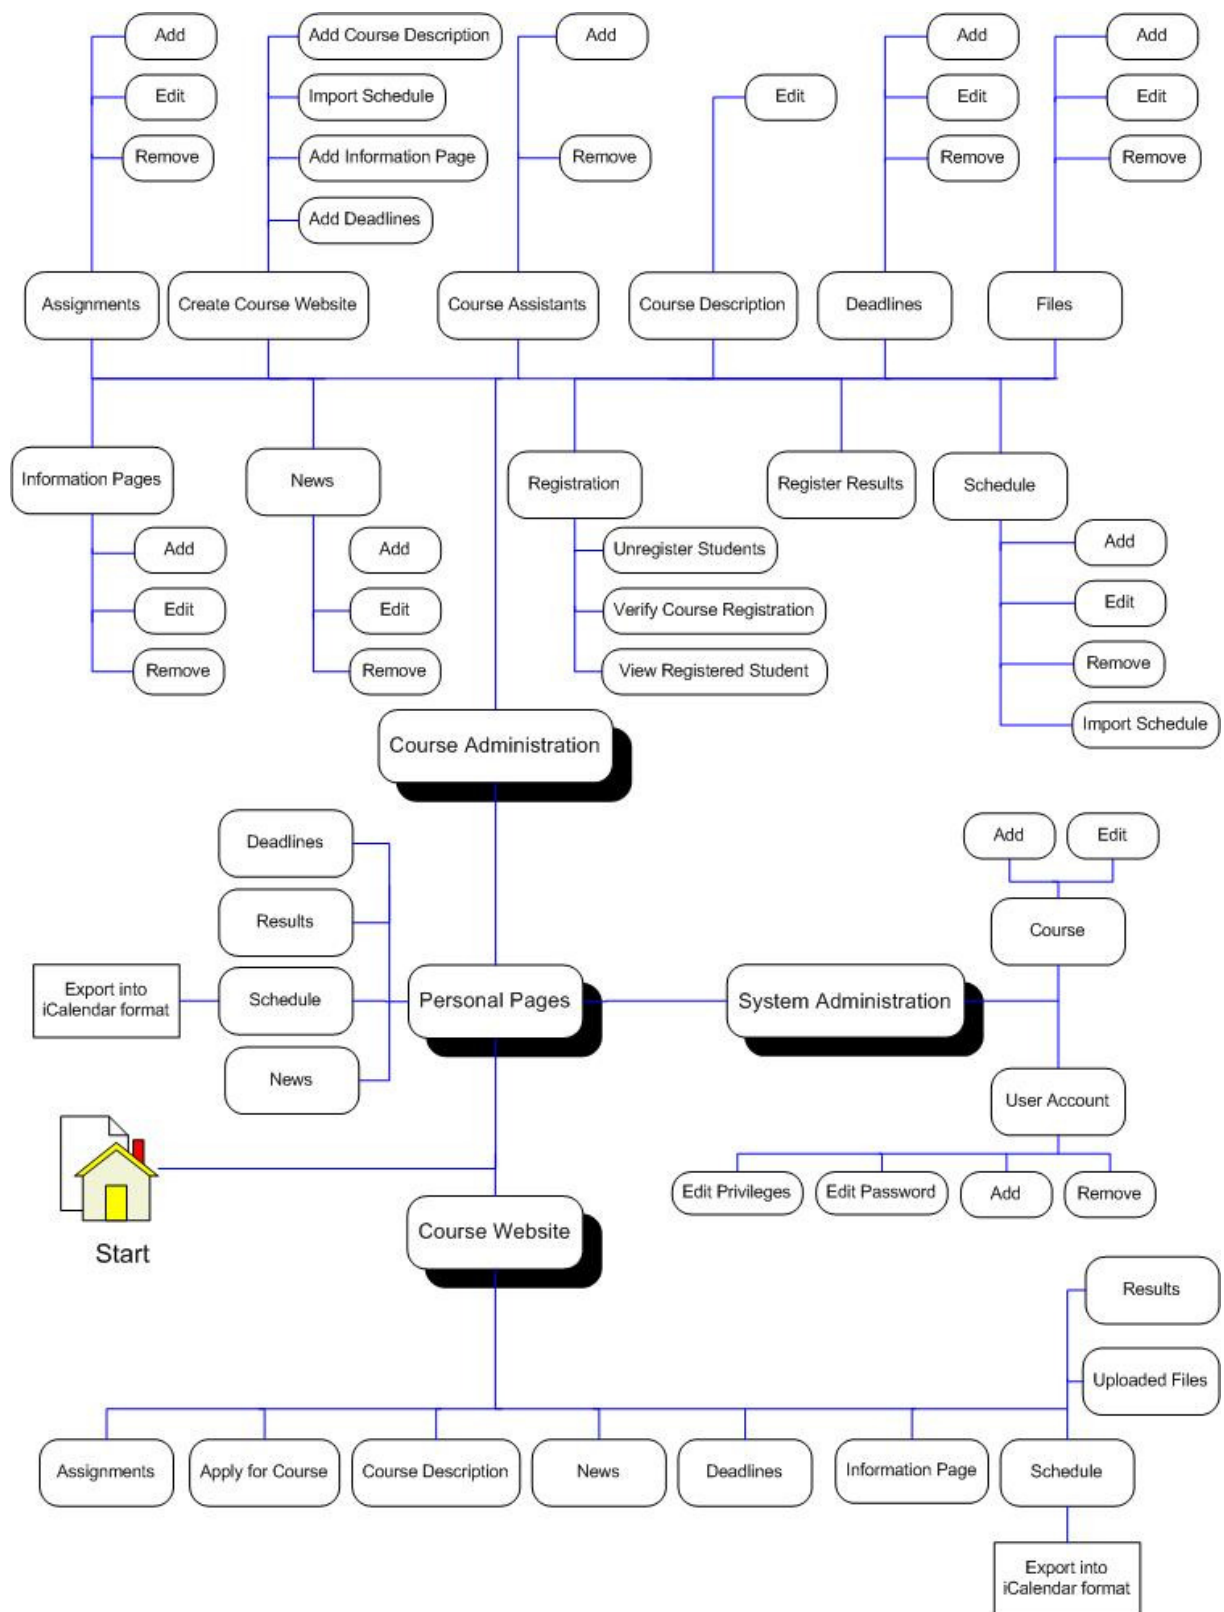 Add
Add Course Description
Add
Add
Add
Edit
Import Schedule
Edit
Edit
Edit
Remove
Add Information Page
Remove
Remove
Remove
Add Deadlines
Assignments
Create Course Website
Course Assistants
Course Description
Deadlines
Files
Information Pages
News
Registration
Register Results
Schedule
Add
Add
Unregister Students
Add
Edit
Edit
Verify Course Registration
Edit
Remove
Remove
View Registered Student
Remove
Import Schedule
Course Administration
Deadlines
Add
Edit
Results
Course
Export into
iCalendar format
Schedule
Personal Pages
System Administration
News
User Account
Edit Privileges
Edit Password
Add
Remove
Start
Course Website
Results
Uploaded Files
Assignments
Apply for Course
Course Description
News
Deadlines
Information Page
Schedule
Export into
iCalendar format